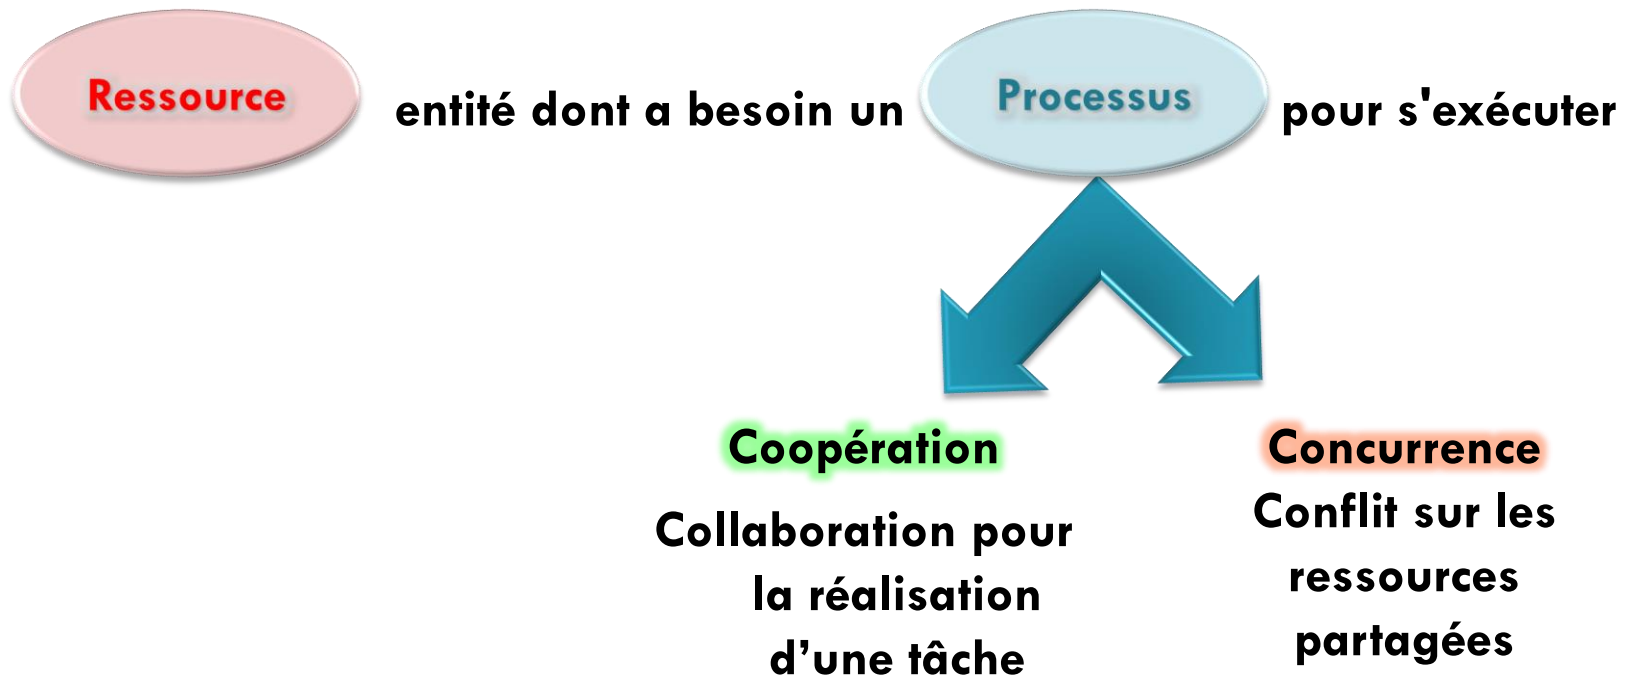 Ressource entité dont a besoin un Processus pour s'exécuter
Coopération
Collaboration pour
la réalisation
d’une tâche
Concurrence
Conflit sur les
ressources
partagées